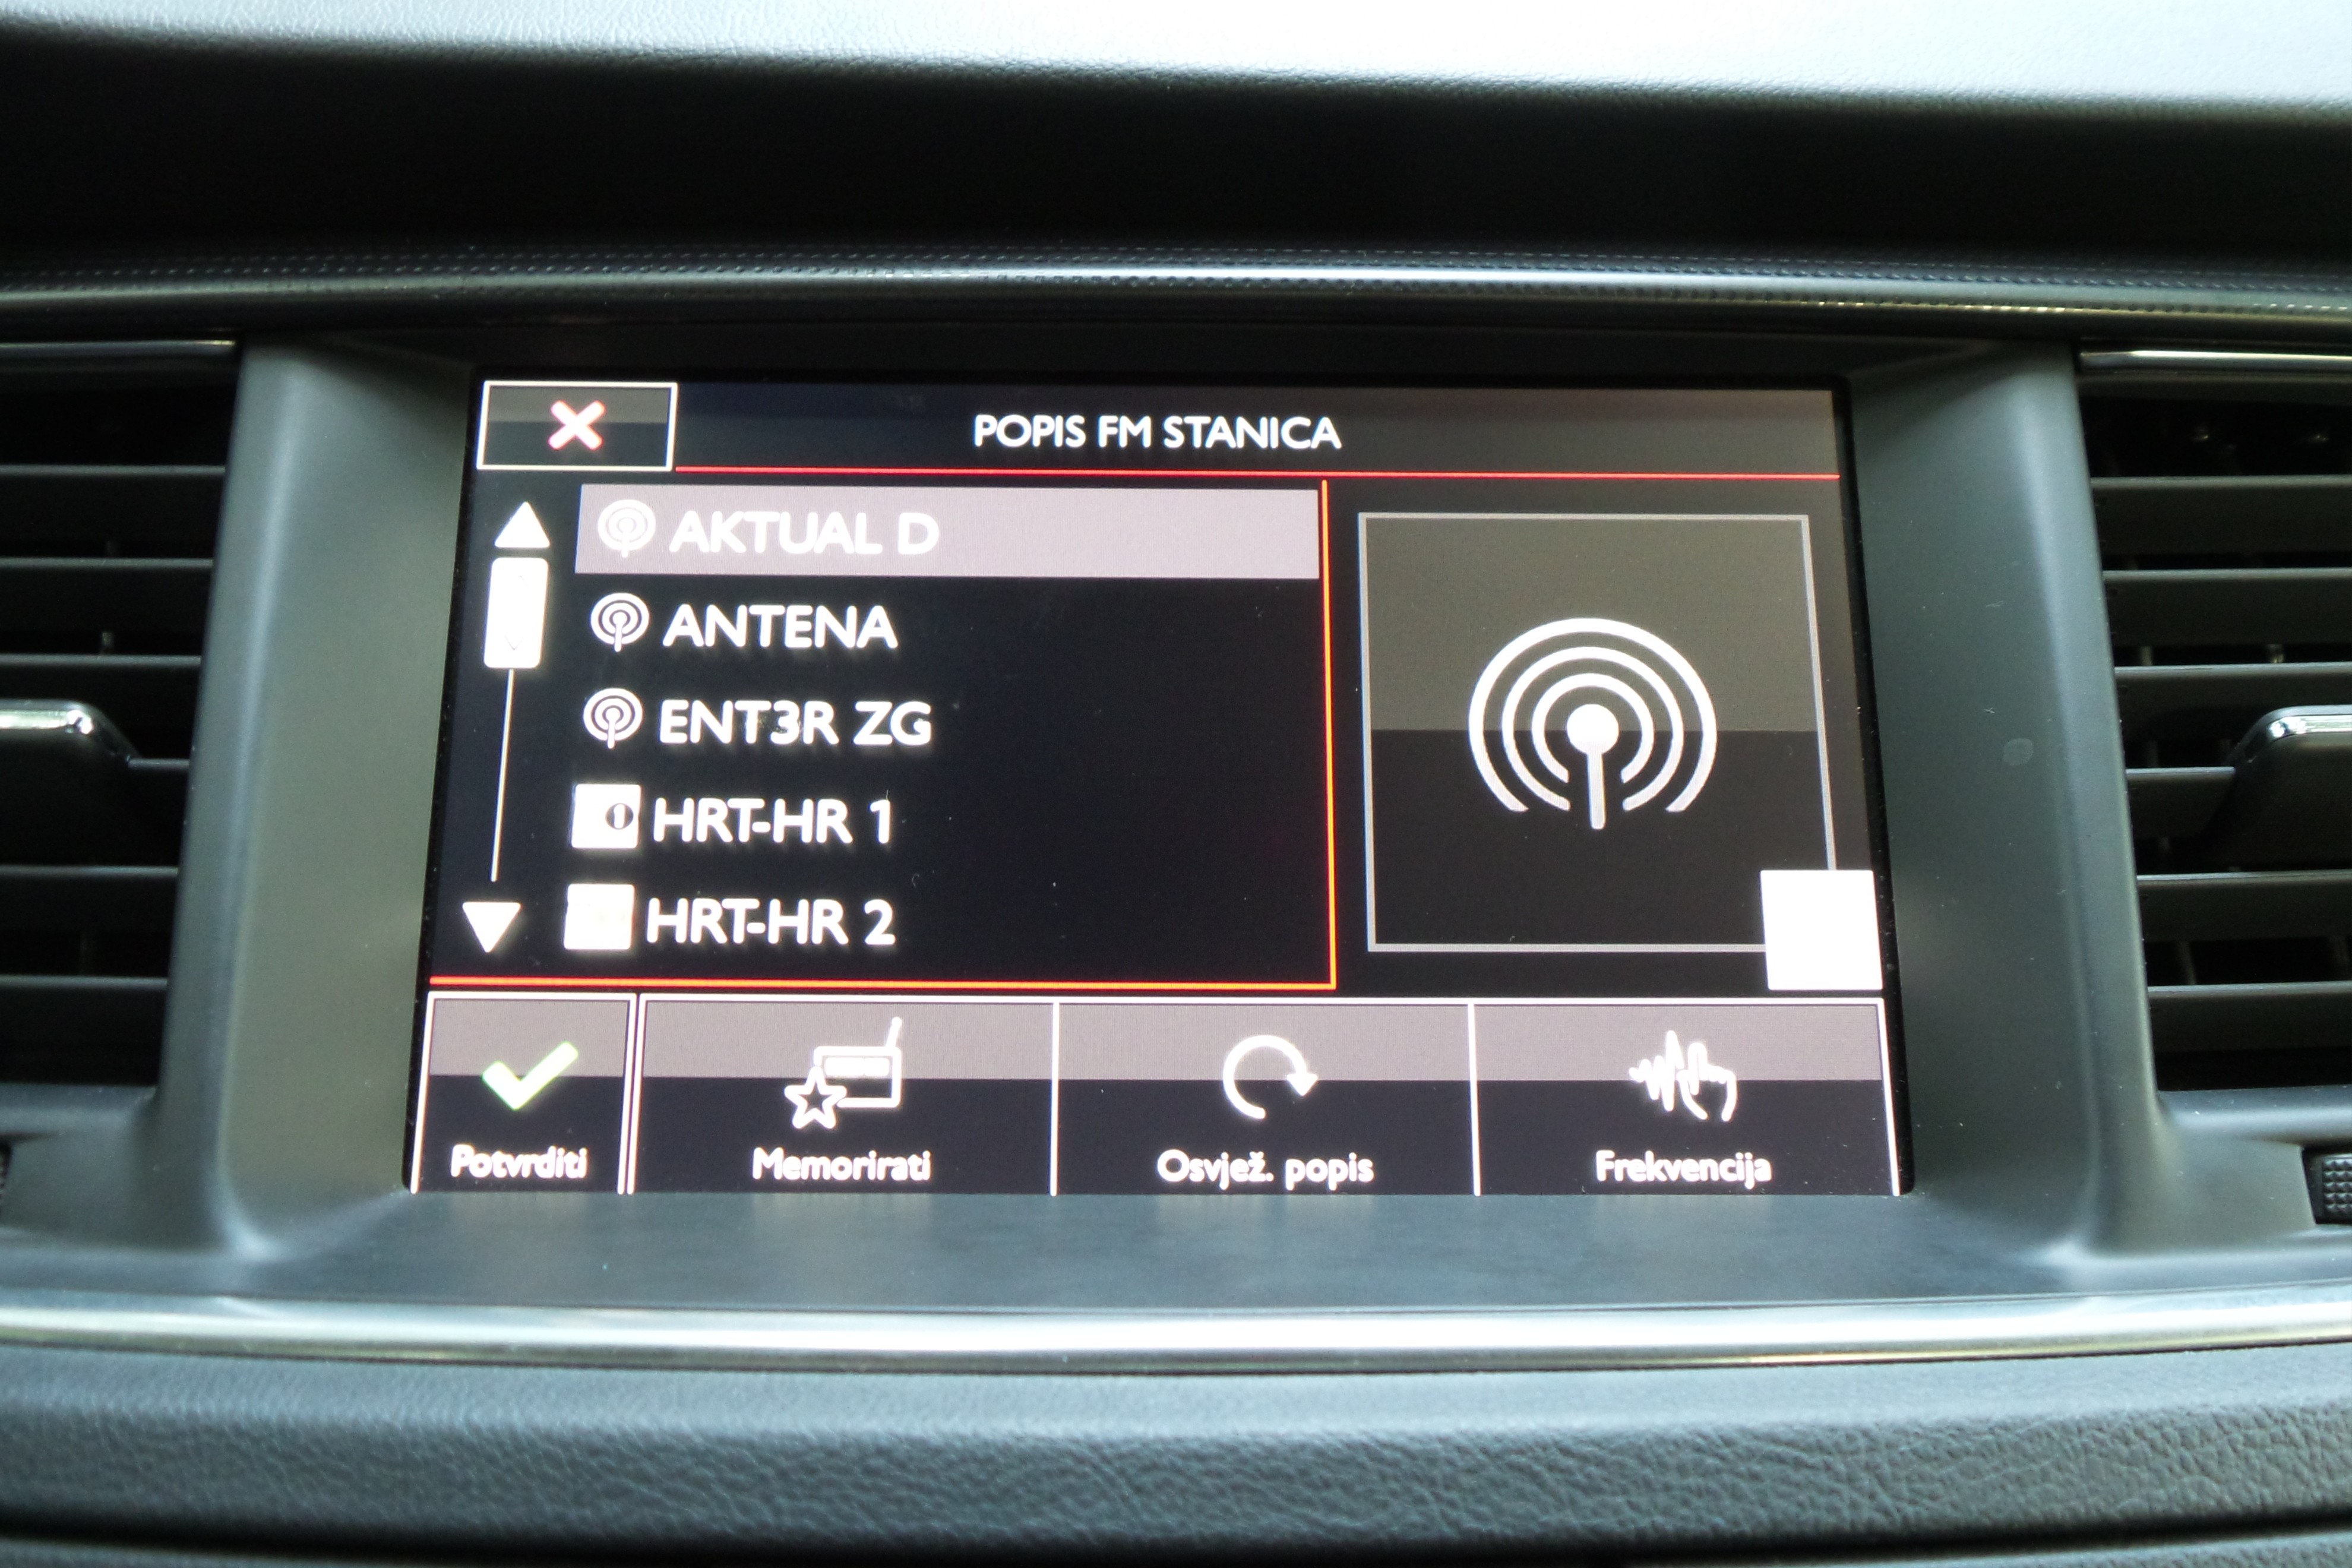 POPIS FM STANICA
AKTUAL D
ANTENA
ENT3R ZG
HRT-HR 1
HRT-HR 2
Potvrditi
Memorirati
Osvjež. popis
Frekvencija